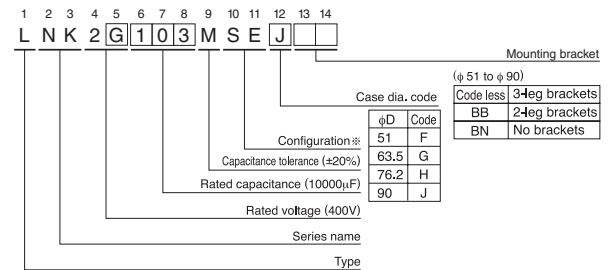 1 2 3 4 5 6 7 8 9 10 11 12 13 14
L N K 2 G 1 0 3 M S E J
Mounting bracket
(φ 51 to φ 90)
Code less 3-leg brackets
BB 2-leg brackets
BN No brackets
Case dia. code
φD Code
51 F
63.5 G
76.2 H
90 J
Configuration※
Capacitance tolerance (±20%)
Rated capacitance (10000μF)
Rated voltage (400V)
Series name
Type